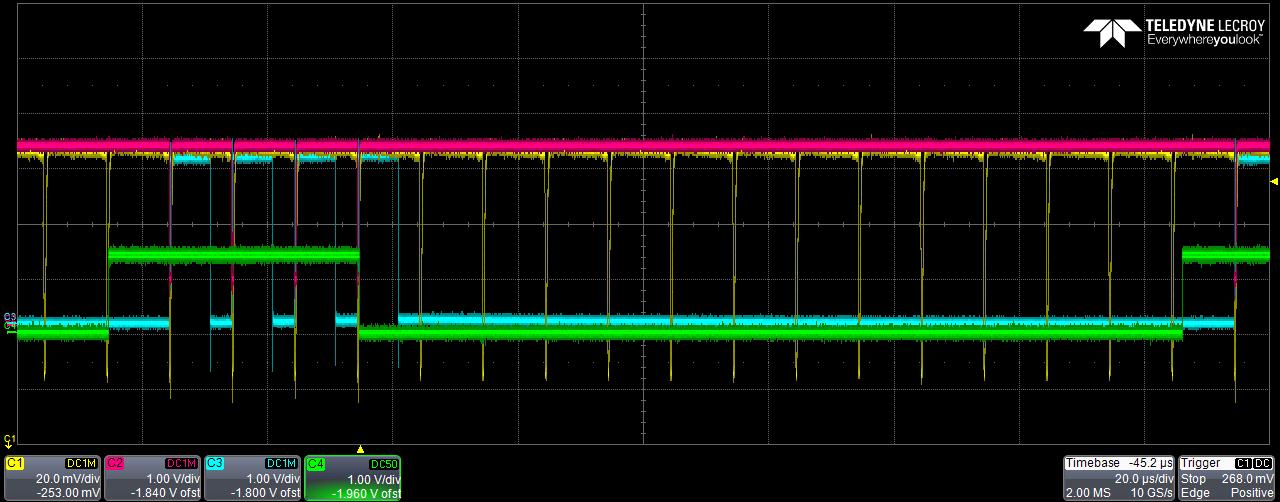 TELEDYNE LECROY
Everywhereyoulook™
C3
C1
C1 DC1M
20.0 mV/div
-253.00 mV
C2 DC1M
1.00 V/div
-1.840 V ofst
C3 DC1M
1.00 V/div
-1.800 V ofst
C4 DC50
1.00 V/div
-1.960 V ofst
Timebase -45.2 µs
20.0 µs/div
2.00 MS 10 GS/s
Trigger C1 DC
Stop 268.0 mV
Edge Positive